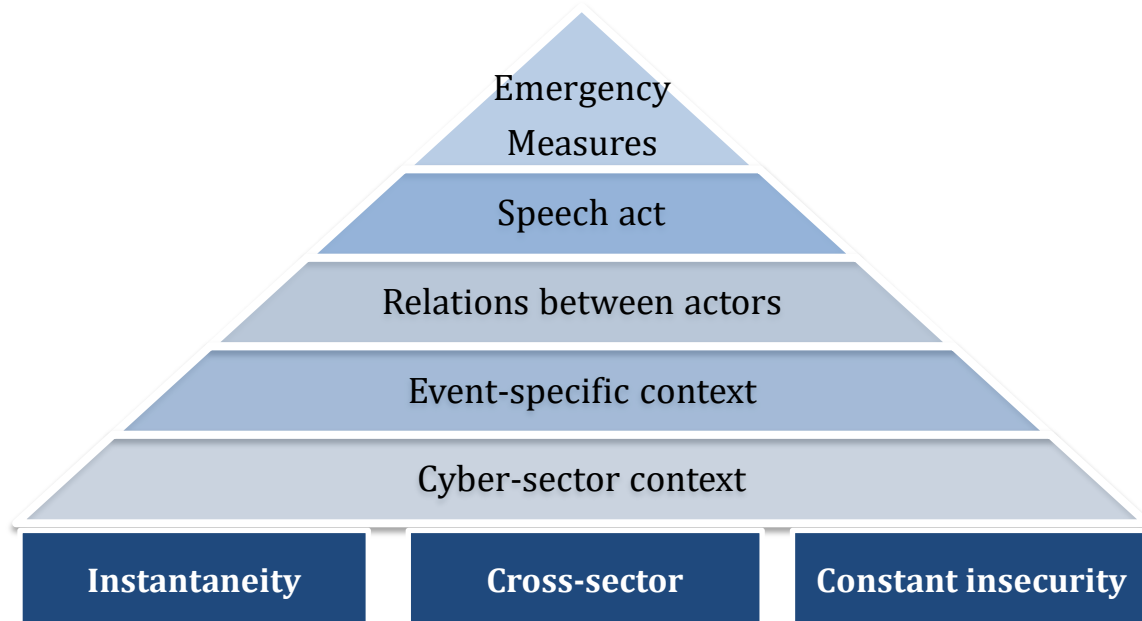 Emergency
Measures
Speech act
Relations between actors
Event-specific context
Cyber-sector context
Instantaneity
Cross-sector
Constant insecurity